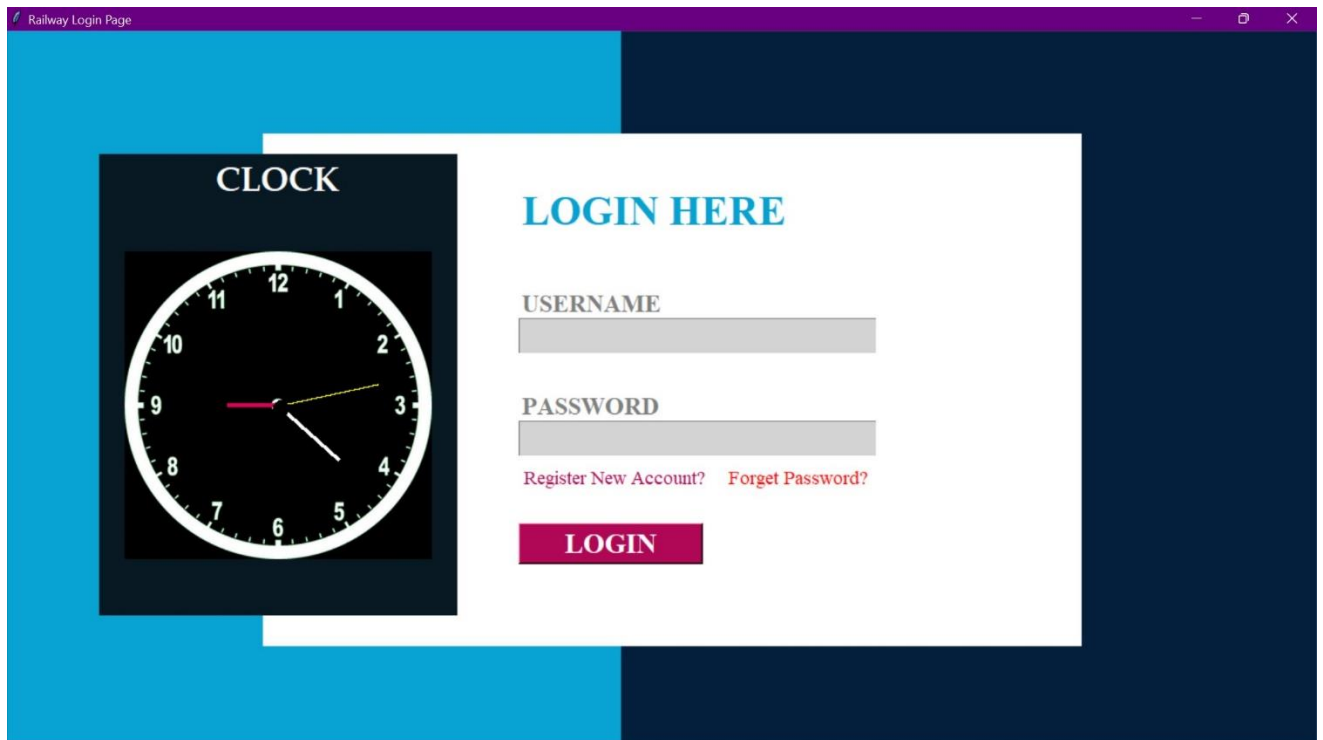 Railway Login Page
CLOCK
12
11 1
10 2
9 3
8 4
7 5
6
LOGIN HERE
USERNAME
PASSWORD
Register New Account? Forget Password?
LOGIN